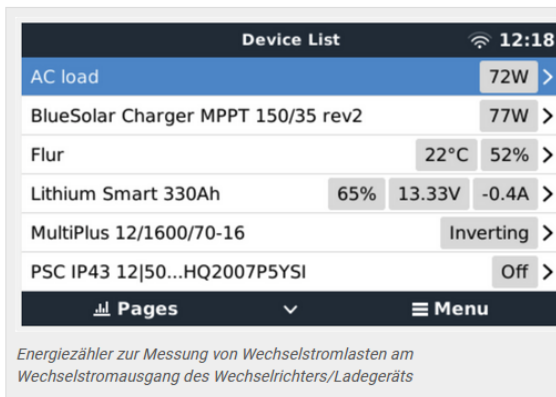 Device List 12:18
AC load 72W
BlueSolar Charger MPPT 150/35 rev2 77W
Flur 22°C 52%
Lithium Smart 330Ah 65% 13.33V -0.4A
MultiPlus 12/1600/70-16 Inverting
PSC IP43 12|50...HQ2007P5YSI Off
Pages Menu
Energiezähler zur Messung von Wechselstromlasten am
Wechselstromausgang des Wechselrichters/Ladegeräts